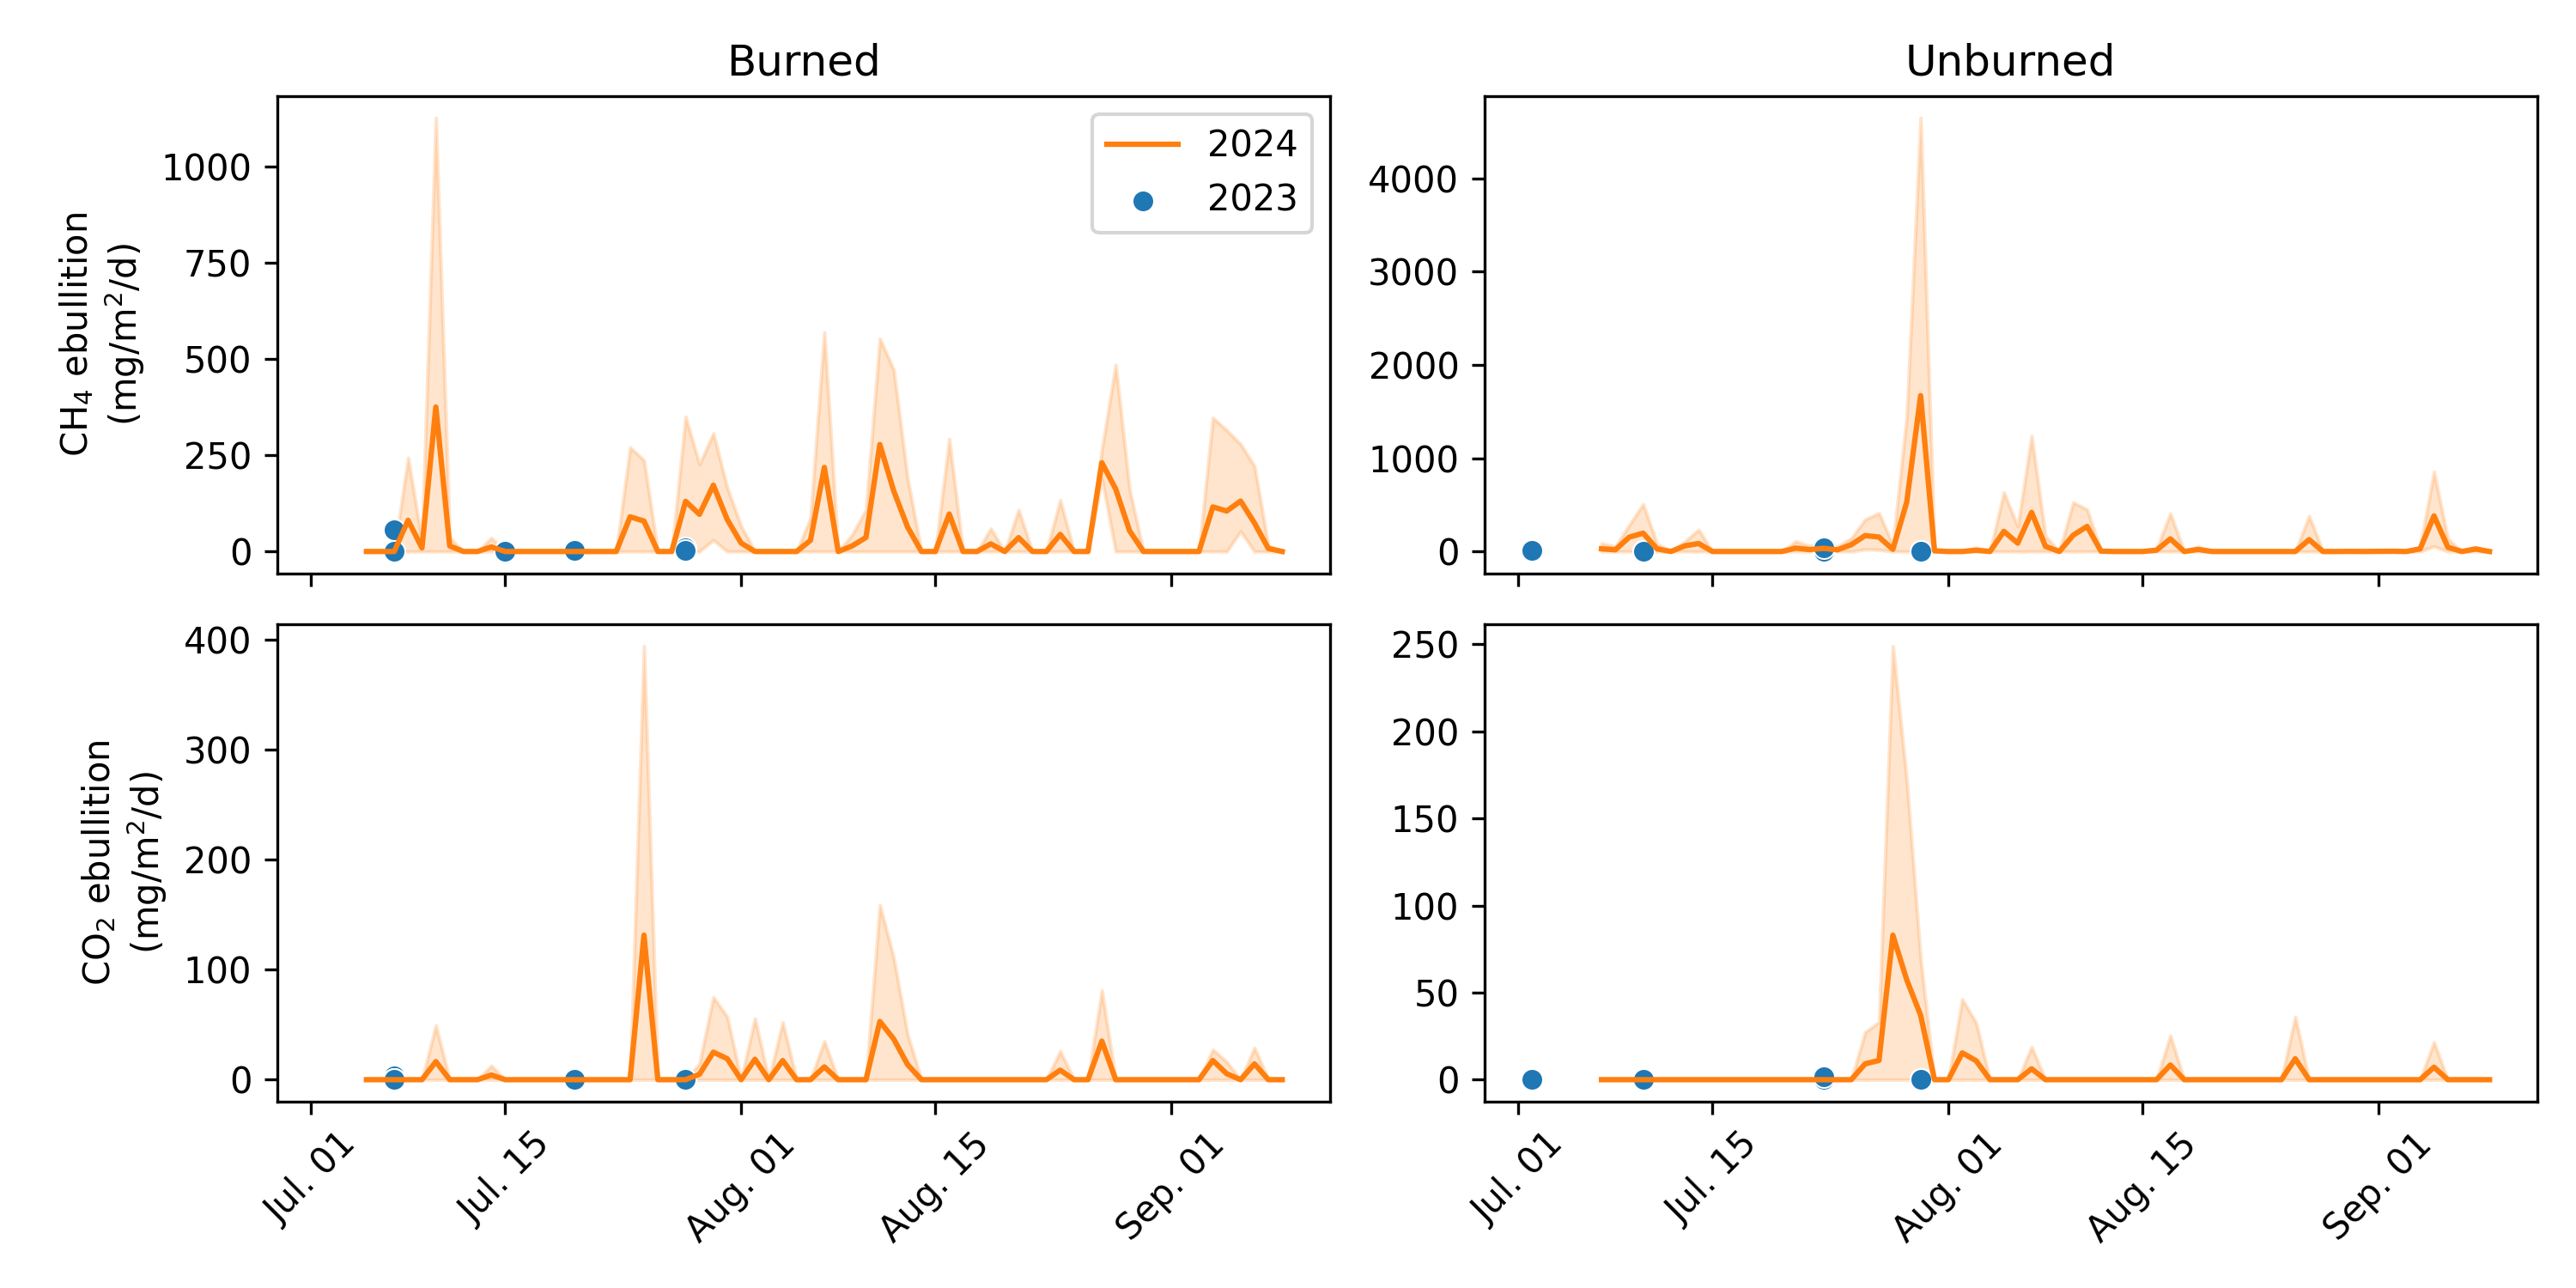 Burned
Unburned
CH₄ ebullition
(mg/m²/d)
1000
750
500
250
0
2024
2023
4000
3000
2000
1000
0
CO₂ ebullition
(mg/m²/d)
400
300
200
100
0
250
200
150
100
50
0
Jul. 01
Jul. 15
Aug. 01
Aug. 15
Sep. 01
Jul. 01
Jul. 15
Aug. 01
Aug. 15
Sep. 01